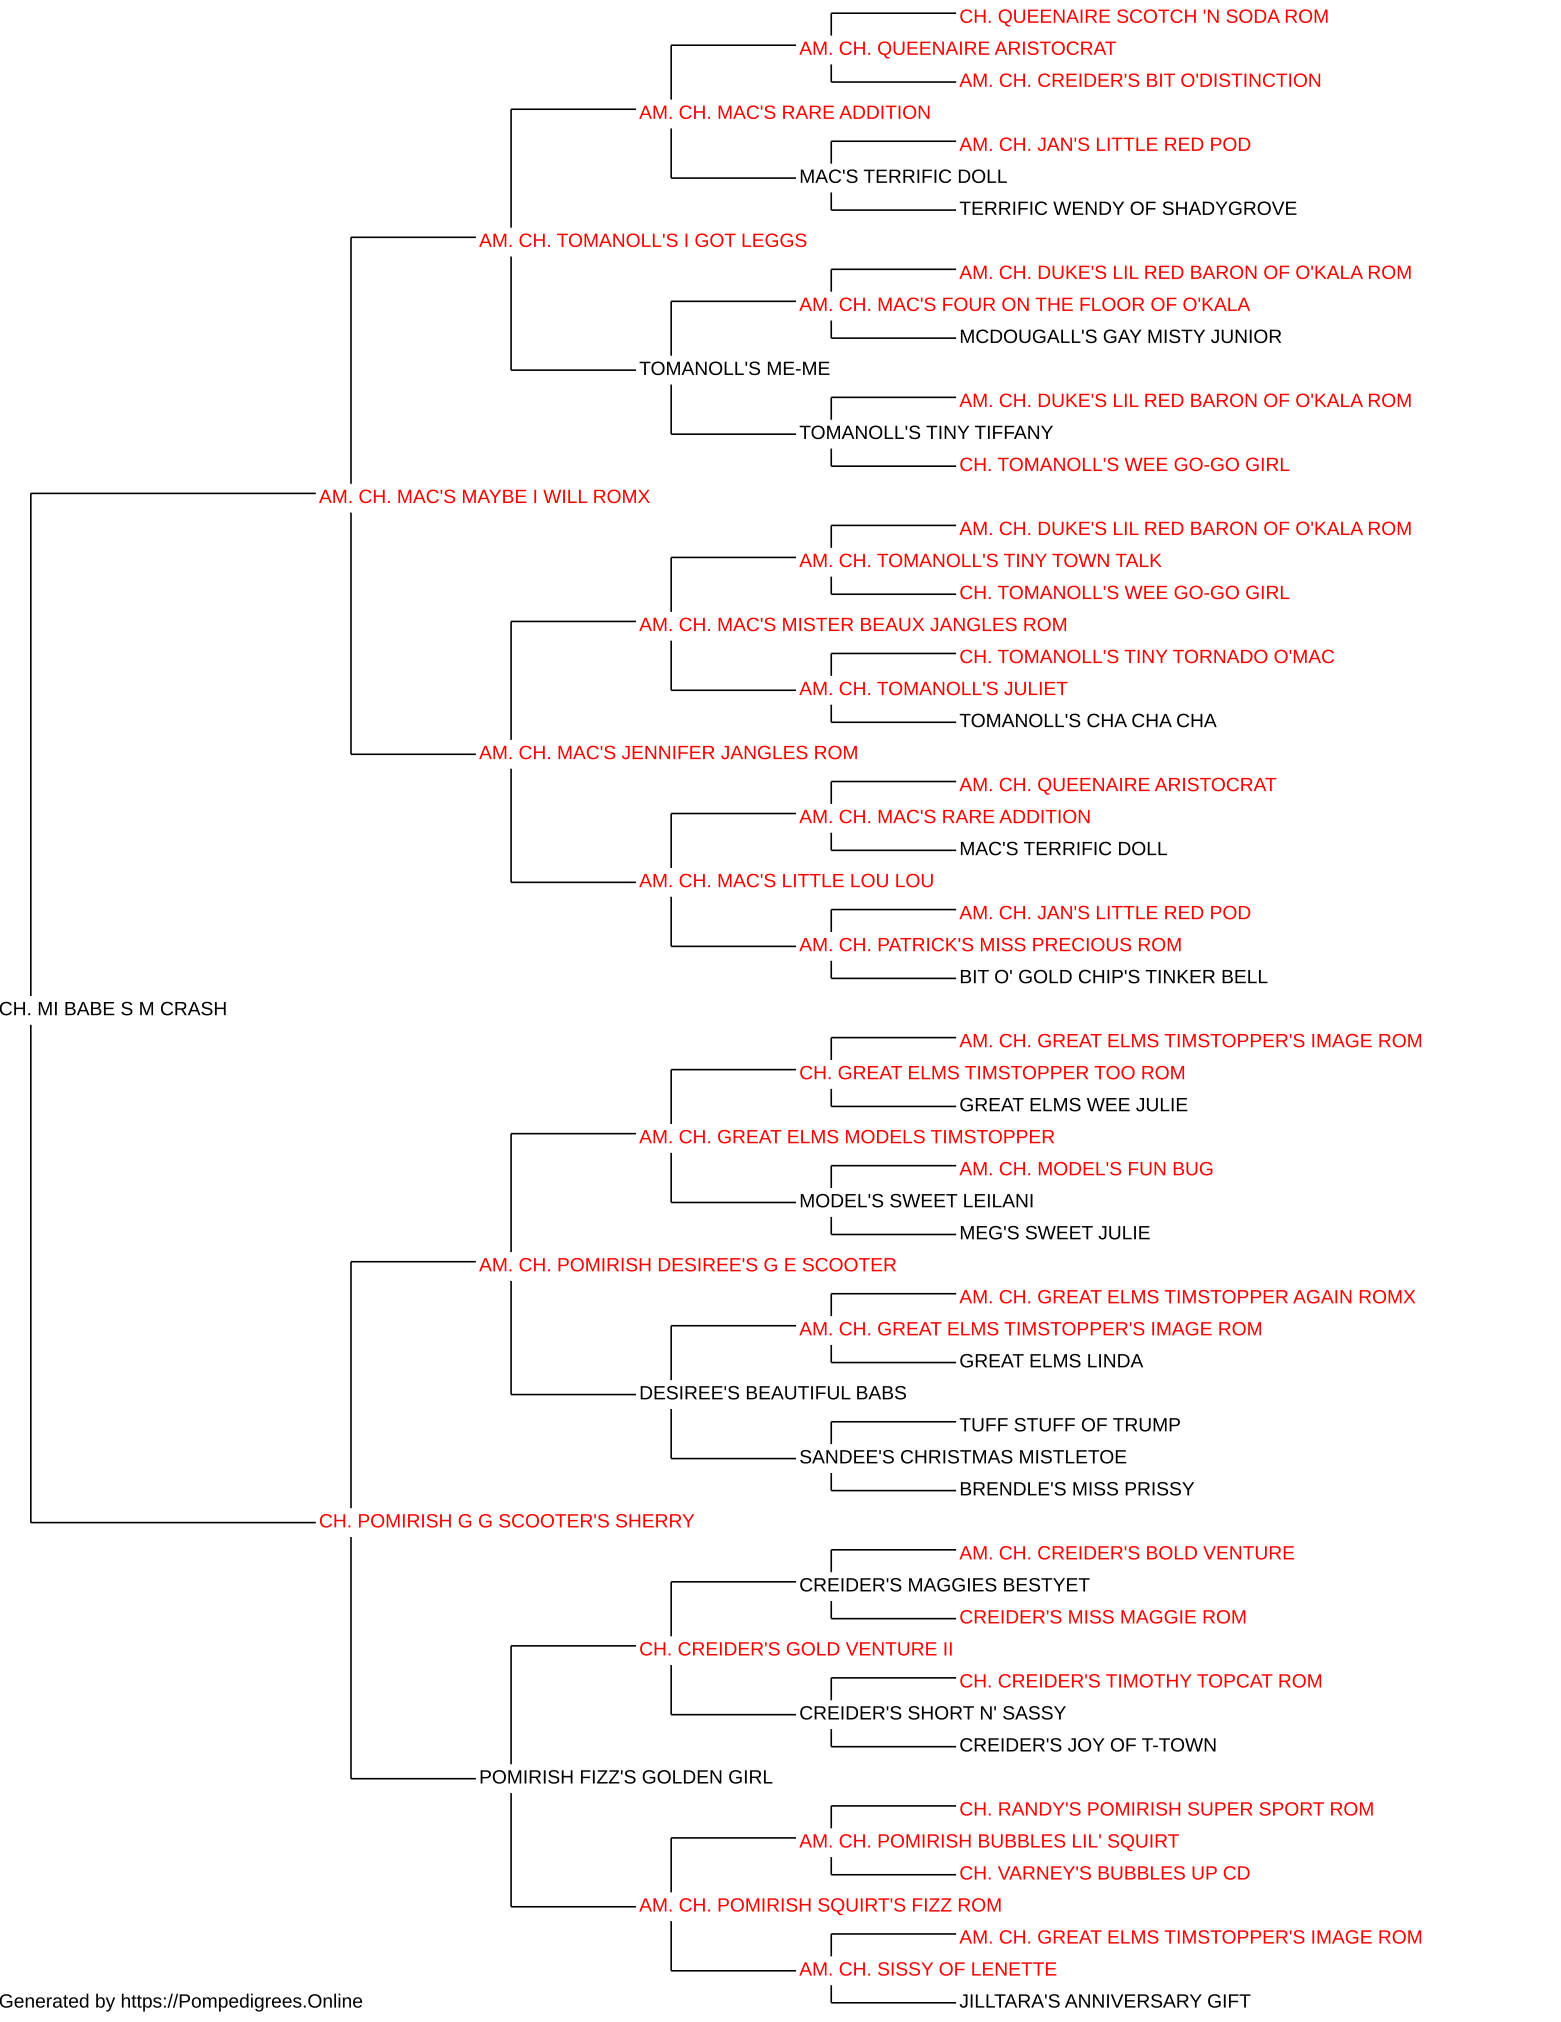 CH. QUEENAIRE SCOTCH 'N SODA ROM
AM. CH. QUEENAIRE ARISTOCRAT
AM. CH. CREIDER'S BIT O'DISTINCTION
AM. CH. MAC'S RARE ADDITION
AM. CH. JAN'S LITTLE RED POD
MAC'S TERRIFIC DOLL
TERRIFIC WENDY OF SHADYGROVE
AM. CH. TOMANOLL'S I GOT LEGGS
AM. CH. DUKE'S LIL RED BARON OF O'KALA ROM
AM. CH. MAC'S FOUR ON THE FLOOR OF O'KALA
MCDOUGALL'S GAY MISTY JUNIOR
TOMANOLL'S ME-ME
AM. CH. DUKE'S LIL RED BARON OF O'KALA ROM
TOMANOLL'S TINY TIFFANY
CH. TOMANOLL'S WEE GO-GO GIRL
AM. CH. MAC'S MAYBE I WILL ROMX
AM. CH. DUKE'S LIL RED BARON OF O'KALA ROM
AM. CH. TOMANOLL'S TINY TOWN TALK
CH. TOMANOLL'S WEE GO-GO GIRL
AM. CH. MAC'S MISTER BEAUX JANGLES ROM
CH. TOMANOLL'S TINY TORNADO O'MAC
AM. CH. TOMANOLL'S JULIET
TOMANOLL'S CHA CHA CHA
AM. CH. MAC'S JENNIFER JANGLES ROM
AM. CH. QUEENAIRE ARISTOCRAT
AM. CH. MAC'S RARE ADDITION
MAC'S TERRIFIC DOLL
AM. CH. MAC'S LITTLE LOU LOU
AM. CH. JAN'S LITTLE RED POD
AM. CH. PATRICK'S MISS PRECIOUS ROM
BIT O' GOLD CHIP'S TINKER BELL
CH. MI BABE S M CRASH
AM. CH. GREAT ELMS TIMSTOPPER'S IMAGE ROM
CH. GREAT ELMS TIMSTOPPER TOO ROM
GREAT ELMS WEE JULIE
AM. CH. GREAT ELMS MODELS TIMSTOPPER
AM. CH. MODEL'S FUN BUG
MODEL'S SWEET LEILANI
MEG'S SWEET JULIE
AM. CH. POMIRISH DESIREE'S G E SCOOTER
AM. CH. GREAT ELMS TIMSTOPPER AGAIN ROMX
AM. CH. GREAT ELMS TIMSTOPPER'S IMAGE ROM
GREAT ELMS LINDA
DESIREE'S BEAUTIFUL BABS
TUFF STUFF OF TRUMP
SANDEE'S CHRISTMAS MISTLETOE
BRENDLE'S MISS PRISSY
CH. POMIRISH G G SCOOTER'S SHERRY
AM. CH. CREIDER'S BOLD VENTURE
CREIDER'S MAGGIES BESTYET
CREIDER'S MISS MAGGIE ROM
CH. CREIDER'S GOLD VENTURE II
CH. CREIDER'S TIMOTHY TOPCAT ROM
CREIDER'S SHORT N' SASSY
CREIDER'S JOY OF T-TOWN
POMIRISH FIZZ'S GOLDEN GIRL
CH. RANDY'S POMIRISH SUPER SPORT ROM
AM. CH. POMIRISH BUBBLES LIL' SQUIRT
CH. VARNEY'S BUBBLES UP CD
AM. CH. POMIRISH SQUIRT'S FIZZ ROM
AM. CH. GREAT ELMS TIMSTOPPER'S IMAGE ROM
AM. CH. SISSY OF LENETTE
JILLTARA'S ANNIVERSARY GIFT
Generated by https://Pompedigrees.Online